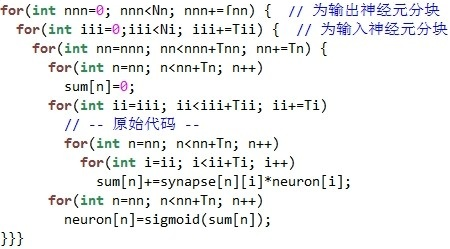 for(int nnn=0; nnn<Nn; nnn+=[nn) { // 为输出神经元分块
for(int iii=0;iii<Ni; iii+=Tii) { // 为输入神经元分块
for(int nn=nnn; nn<nnn+Tnn; nn+=Tn) {
for(int n=nn; n<nn+Tn; n++)
sum[n]=0;
for(int ii=iii; ii<iii+Tii; ii+=Ti)
// -- 原始代码 --
for(int n=nn; n<nn+Tn; n++)
for(int i=ii; i<ii+Ti; i++)
sum[n]+=synapse[n][i]*neuron[i];
for(int n=nn; n<nn+Tn; n++)
neuron[n]=sigmoid(sum[n]);
}}}